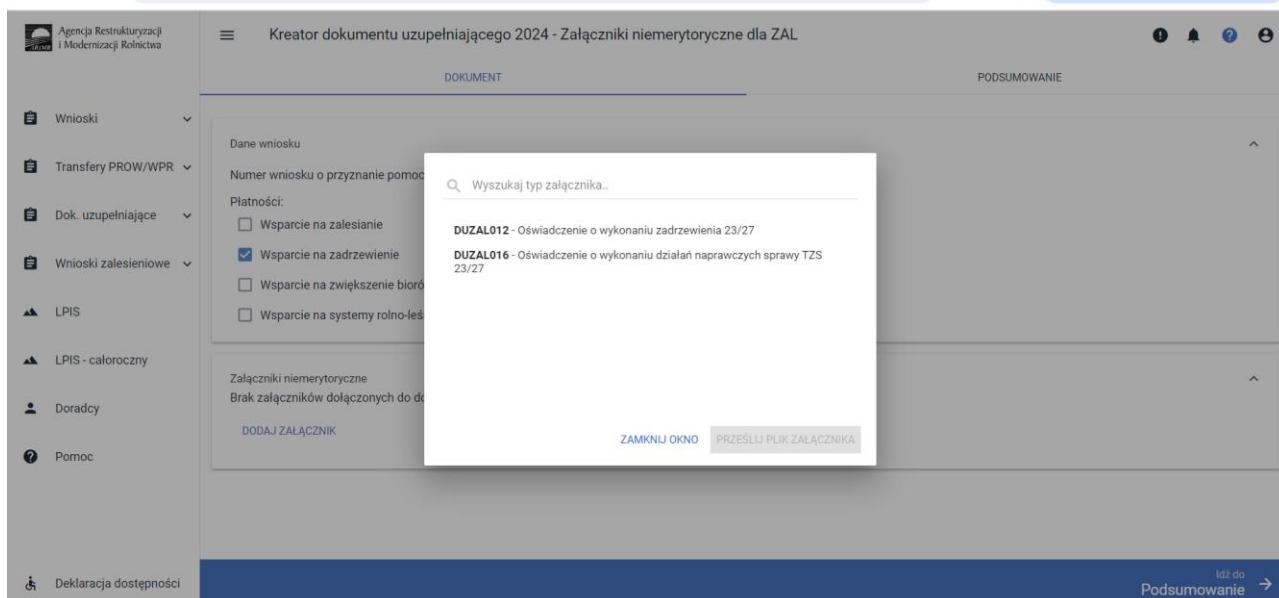 Agencja Restrukturyzacji
i Modernizacji Rolnictwa
Kreator dokumentu uzupełniającego 2024 - Załączniki niemerytoryczne dla ZAL
DOKUMENT
PODSUMOWANIE
Wnioski
Transfery PROW/WPR
Dok. uzupełniające
Wnioski zalesieniowe
LPIS
LPIS - całoroczny
Doradcy
Pomoc
Deklaracja dostępności
Dane wniosku
Numer wniosku o przyznanie pomoc
Płatności:
Wsparcie na zalesianie
Wsparcie na zadrzewienie
Wsparcie na zwiększenie bioró
Wsparcie na systemy rolno-leś
Załączniki niemerytoryczne
Brak załączników dołączonych do do
DODAJ ZAŁĄCZNIK
Wyszukaj typ załącznika..
DUZAL012 - Oświadczenie o wykonaniu zadrzewienia 23/27
DUZAL016 - Oświadczenie o wykonaniu działań naprawczych sprawy TZS
23/27
ZAMKNIJ OKNO PRZEŚLIJ PLIK ZAŁĄCZNIKA
Idź do
Podsumowanie